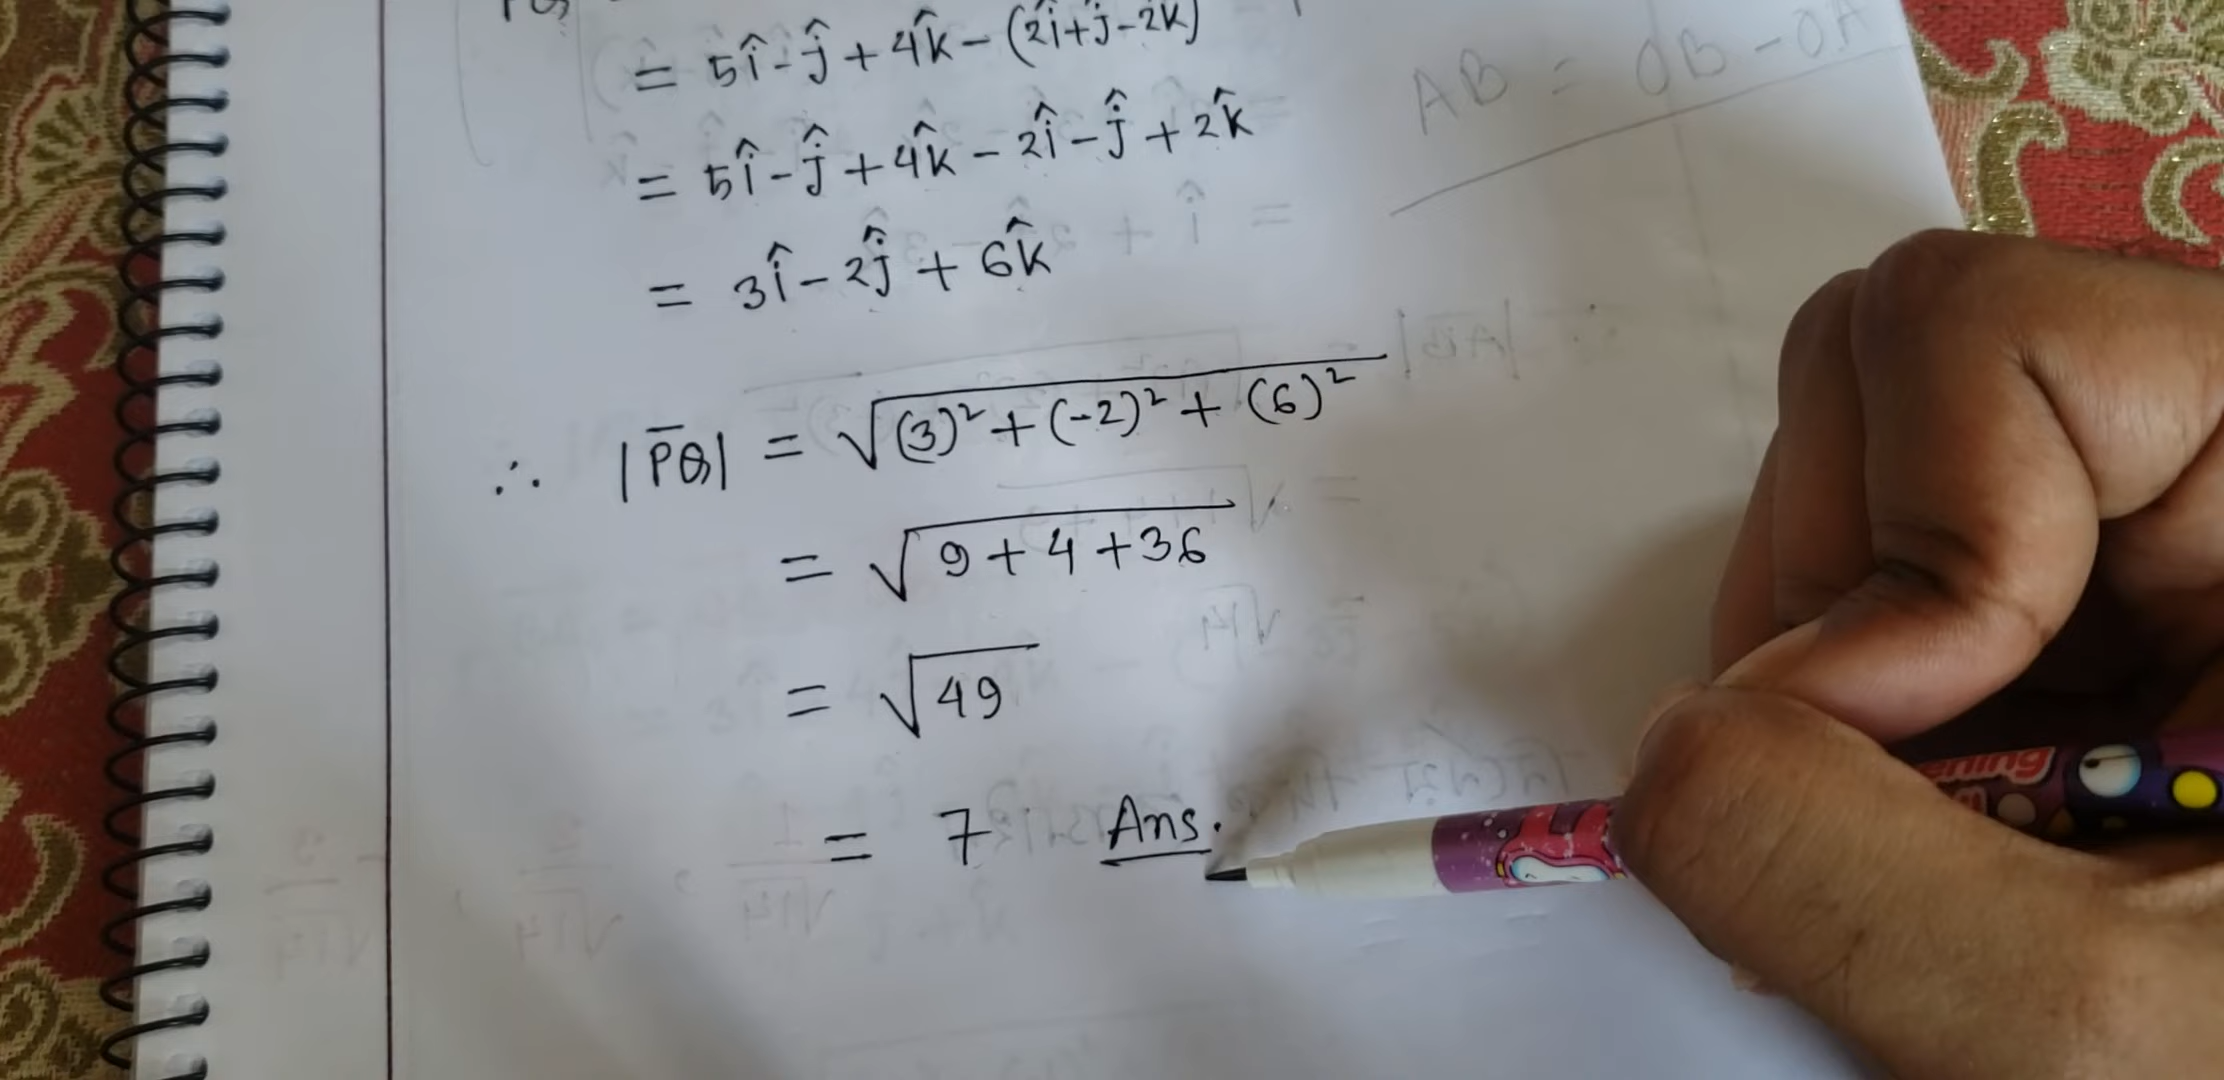 = 5î - ĵ + 4k̂ - (2î + ĵ - 2k̂)
AB = OB - OA
= 5î - ĵ + 4k̂ - 2î - ĵ + 2k̂
= 3î - 2ĵ + 6k̂
∴ |P̅Q| = √(3)² + (-2)² + (6)²
= √9 + 4 + 36
= √49
= 7 Ans.